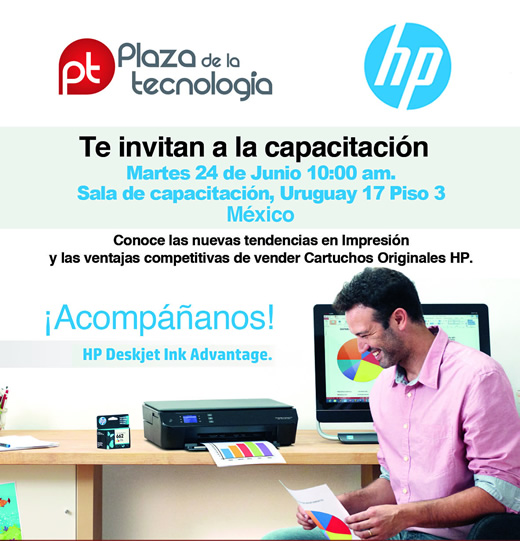 pt Plaza de la
tecnología
hp
Te invitan a la capacitación
Martes 24 de Junio 10:00 am.
Sala de capacitación, Uruguay 17 Piso 3
México
Conoce las nuevas tendencias en Impresión
y las ventajas competitivas de vender Cartuchos Originales HP.
¡Acompáñanos!
HP Deskjet Ink Advantage.
662